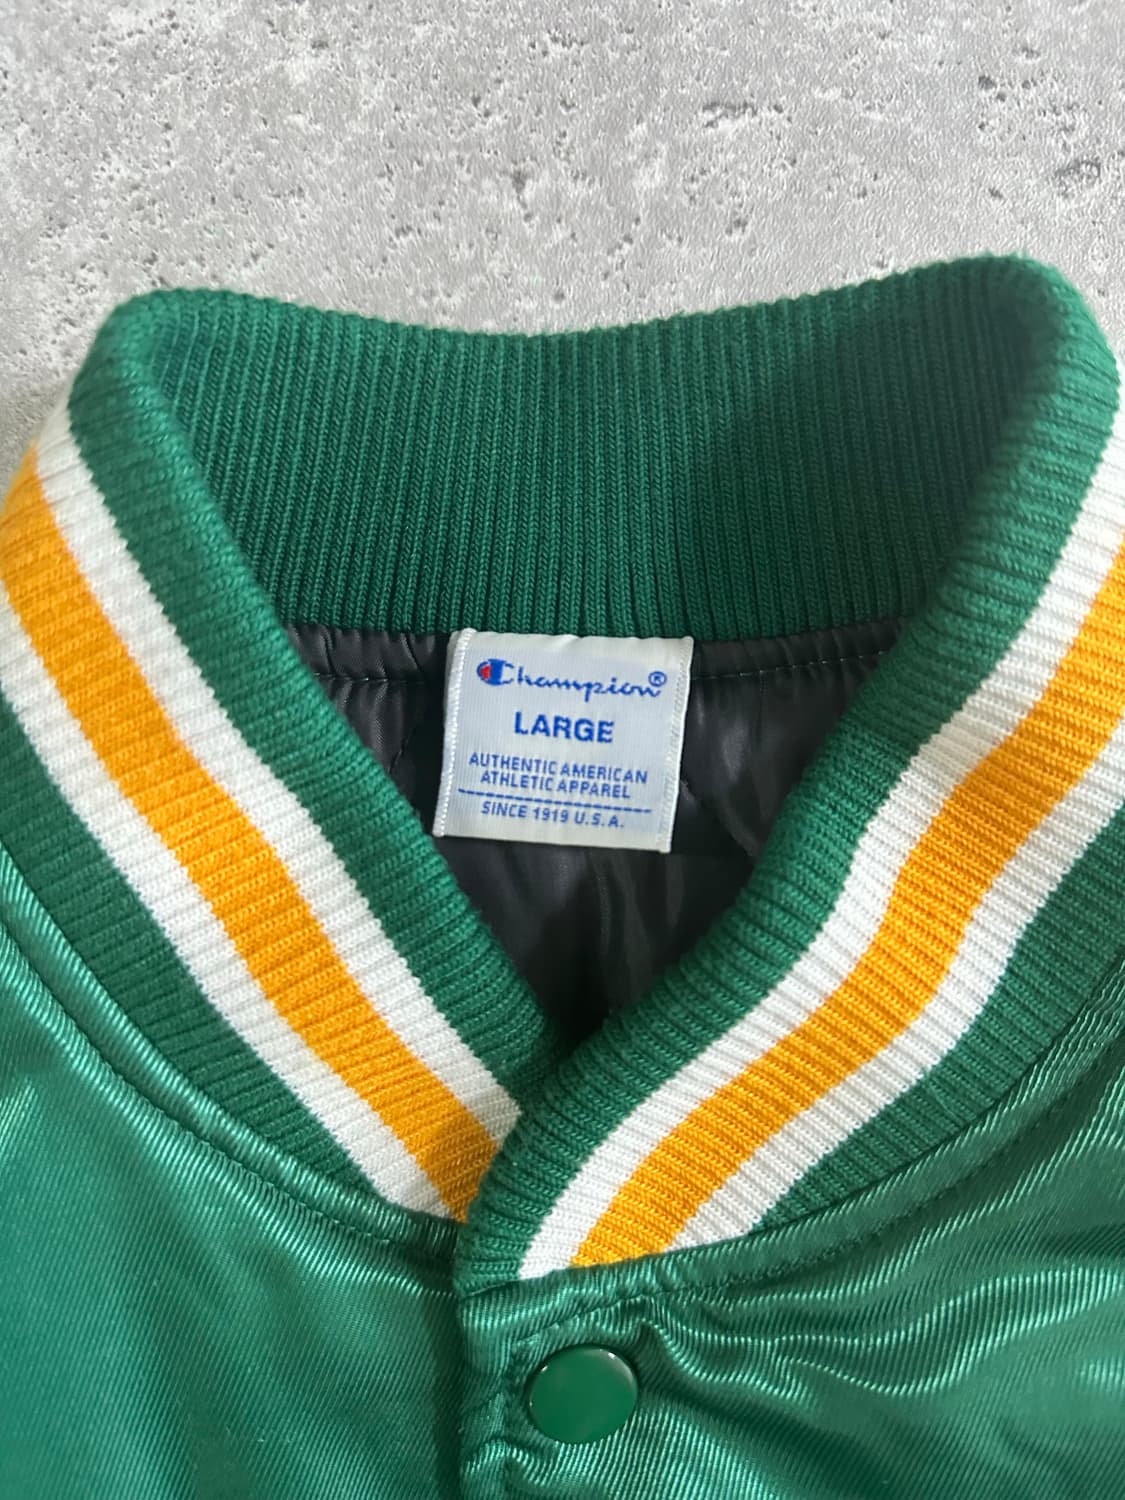 Champion®
LARGE
AUTHENTIC AMERICAN
ATHLETIC APPAREL
SINCE 1919 U.S.A.